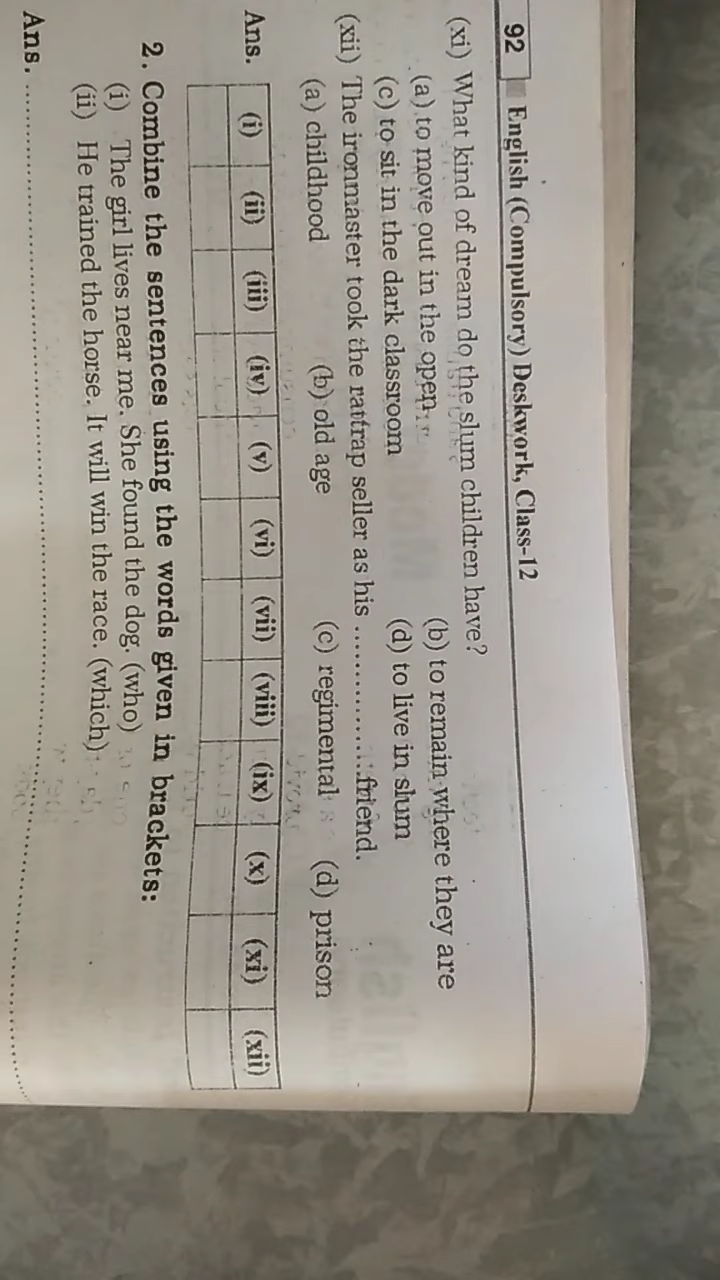 92 English (Compulsory) Deskwork, Class-12
(xi) What kind of dream do the slum children have?
(a) to move out in the open (b) to remain where they are
(c) to sit in the dark classroom (d) to live in slum
(xii) The ironmaster took the rattrap seller as his ................friend.
(a) childhood (b) old age (c) regimental (d) prison
Ans. (i) (ii) (iii) (iv) (v) (vi) (vii) (viii) (ix) (x) (xi) (xii)
2. Combine the sentences using the words given in brackets:
(i) The girl lives near me. She found the dog. (who)
(ii) He trained the horse. It will win the race. (which)
Ans. ................................................................................